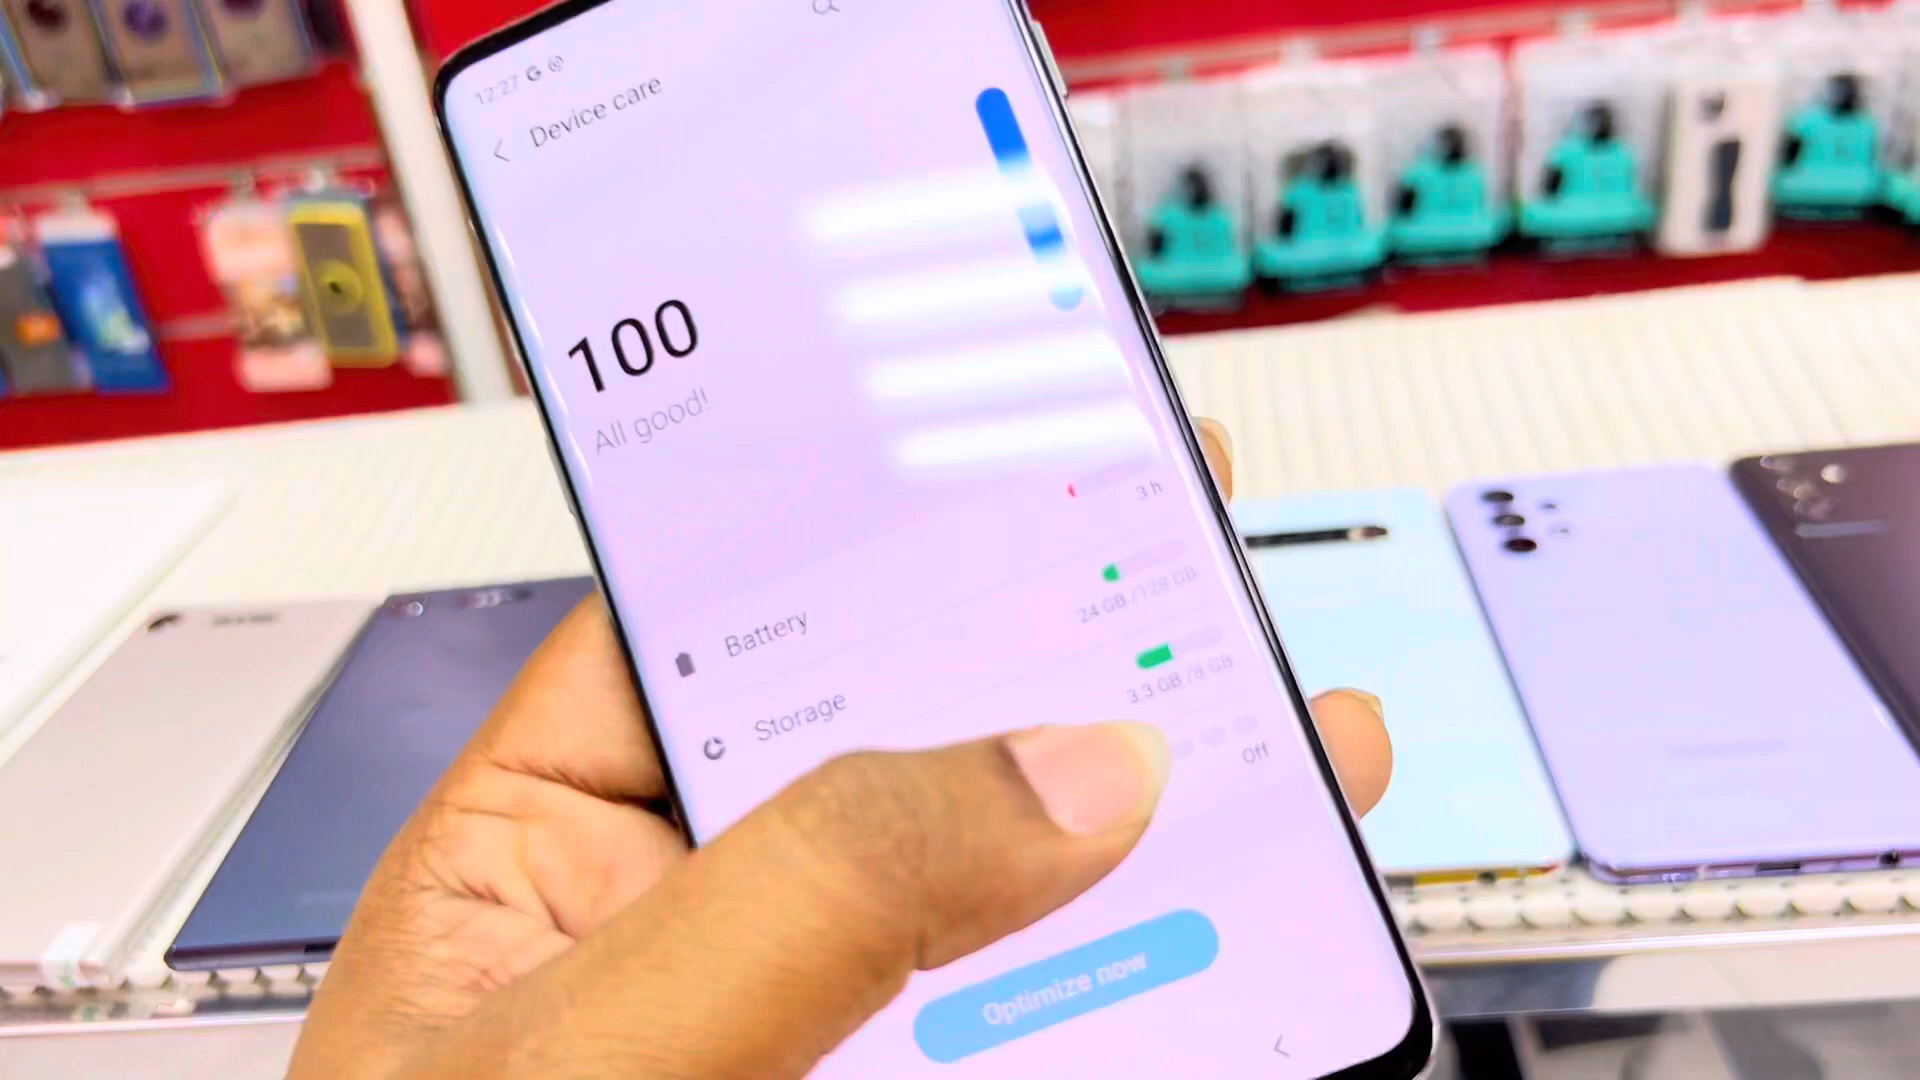 12:27 G
Device care
100
All good!
3 h
Battery
24 GB /128 GB
Storage
3.3 GB /8 GB
Off
Optimize now